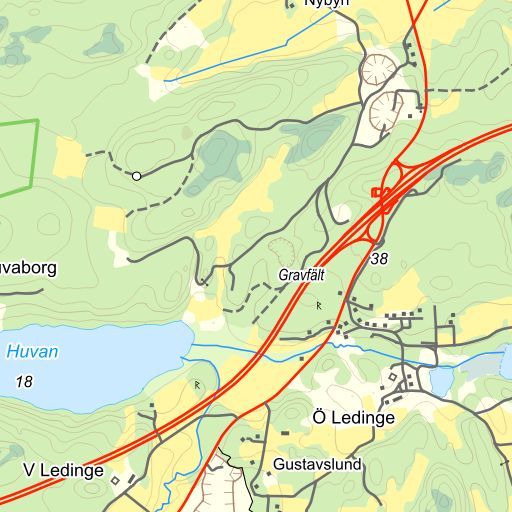 Nybyn
uvaborg
Gravfält
38
R
Huvan
18
R
Ö Ledinge
V Ledinge
Gustavslund